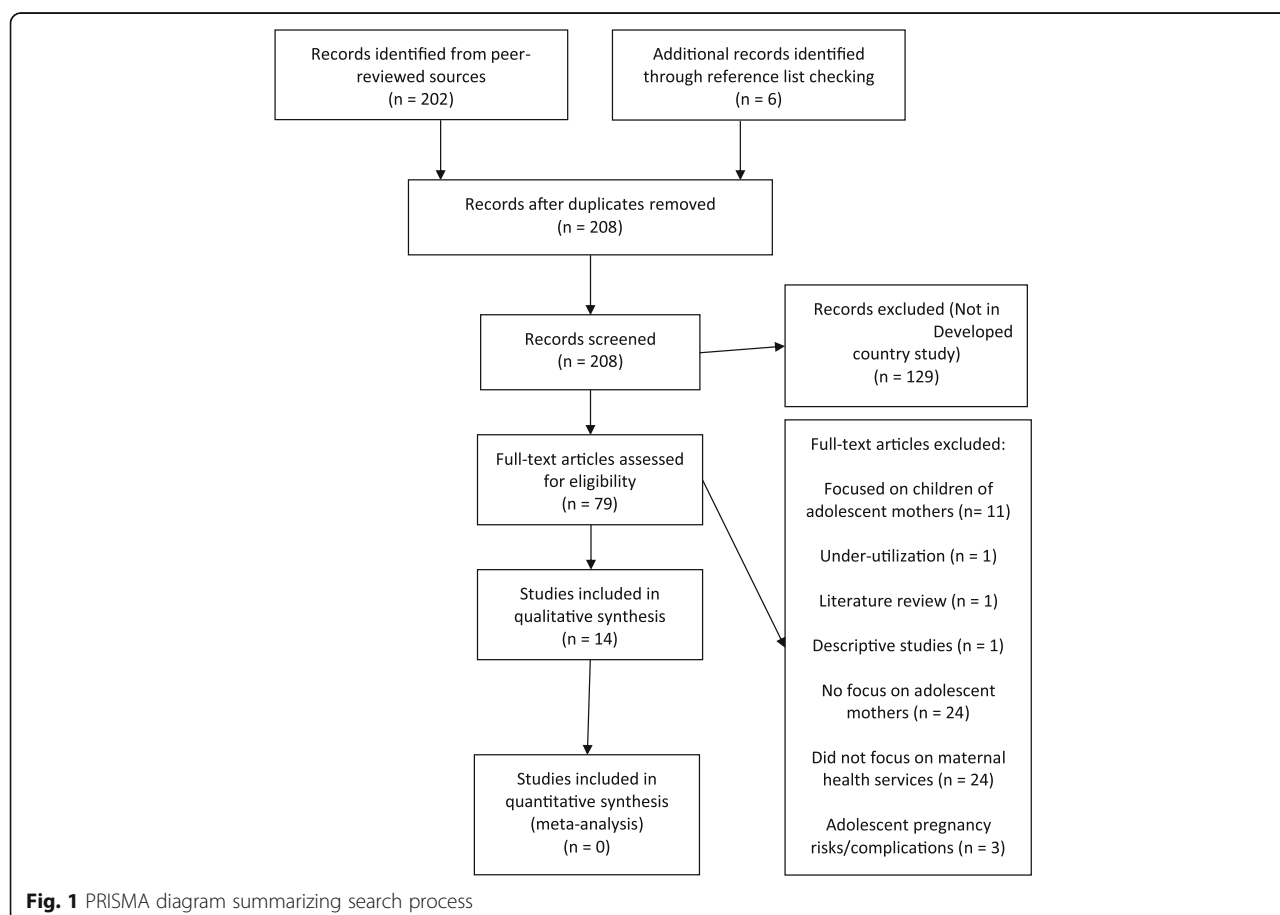 Records identified from peer-
reviewed sources
(n = 202)
Additional records identified
through reference list checking
(n = 6)
Records after duplicates removed
(n = 208)
Records screened
(n = 208)
Records excluded (Not in
Developed
country study)
(n = 129)
Full-text articles assessed
for eligibility
(n = 79)
Full-text articles excluded:
Focused on children of
adolescent mothers (n= 11)
Under-utilization (n = 1)
Literature review (n = 1)
Descriptive studies (n = 1)
No focus on adolescent
mothers (n = 24)
Did not focus on maternal
health services (n = 24)
Adolescent pregnancy
risks/complications (n = 3)
Studies included in
qualitative synthesis
(n = 14)
Studies included in
quantitative synthesis
(meta-analysis)
(n = 0)
Fig. 1 PRISMA diagram summarizing search process